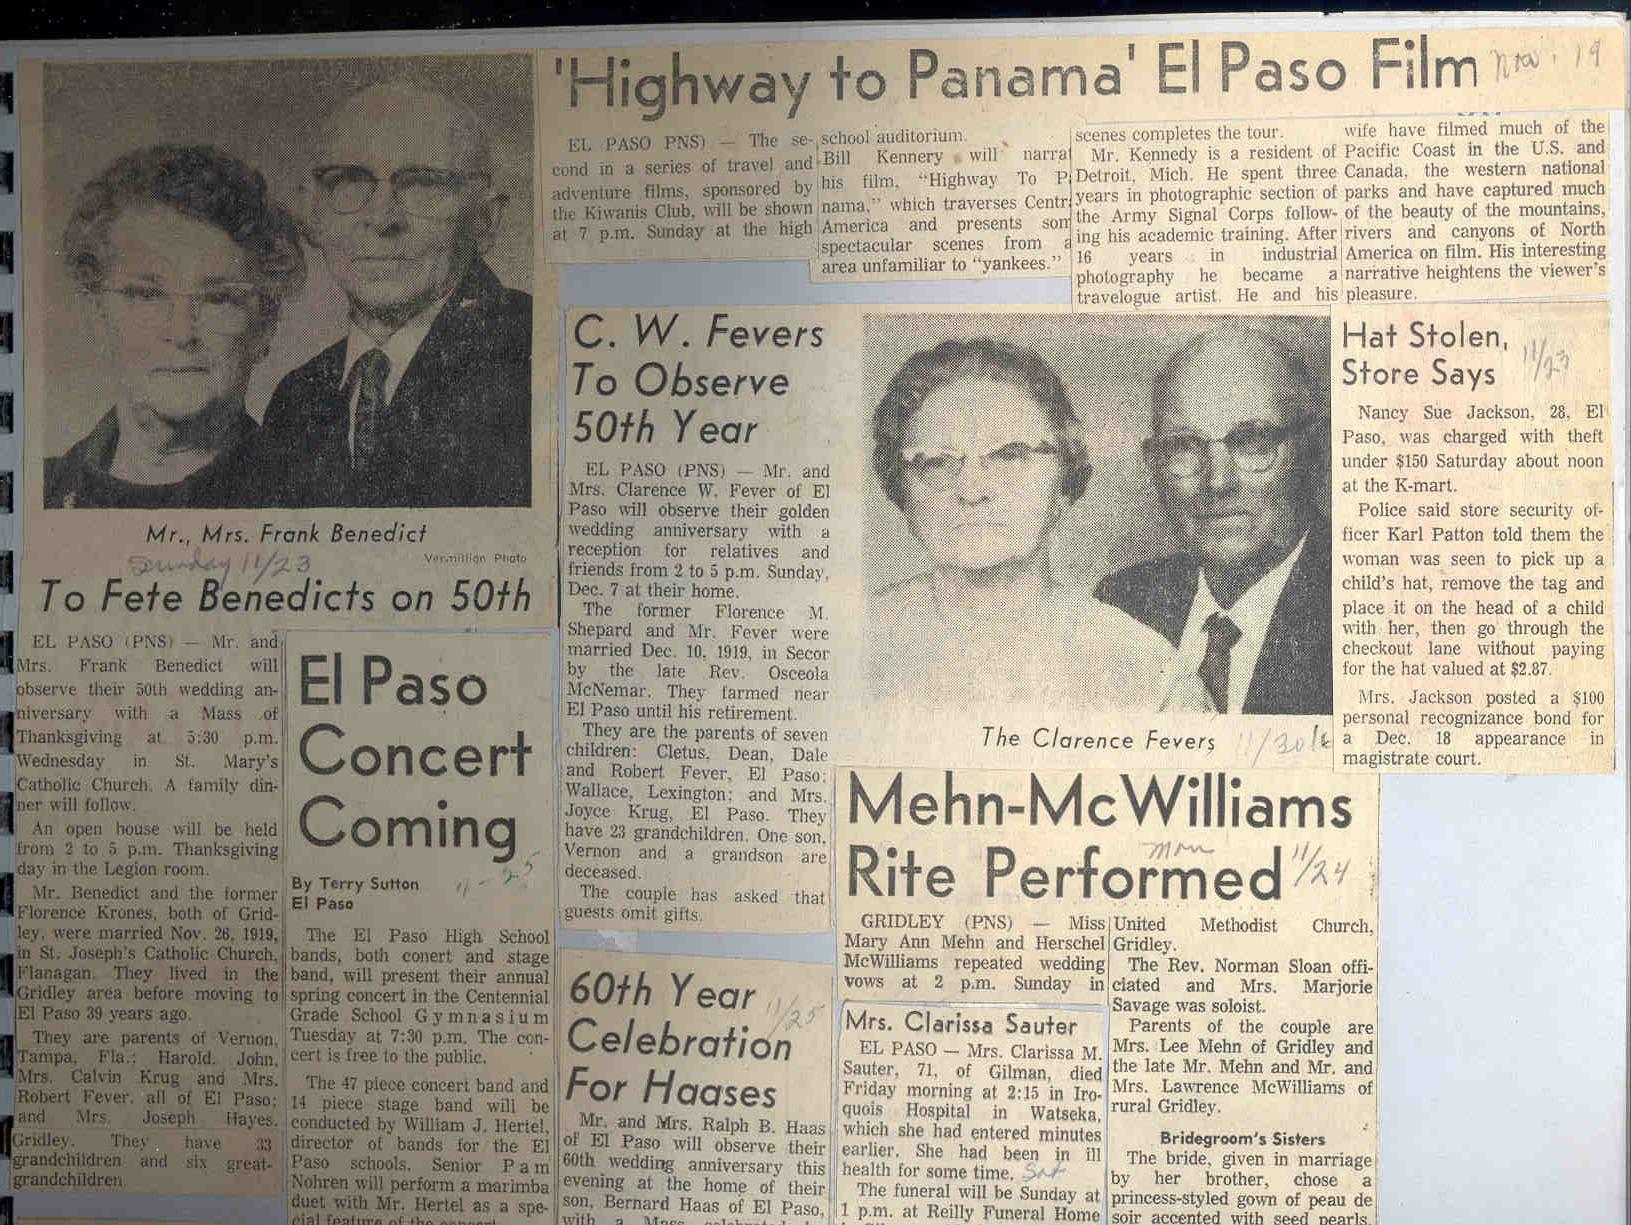 'Highway to Panama' El Paso Film
Nov. 19
EL PASO PNS) — The se-
cond in a series of travel and
adventure films, sponsored by
the Kiwanis Club, will be shown
at 7 p.m. Sunday at the high
school auditorium.
Bill Kennery will narrat
his film, "Highway To P
nama," which traverses Centr
America and presents som
spectacular scenes from a
area unfamiliar to "yankees."
scenes completes the tour.
Mr. Kennedy is a resident of
Detroit, Mich. He spent three
years in photographic section of
the Army Signal Corps follow-
ing his academic training. After
16 years in industrial
photography he became a
travelogue artist. He and his
wife have filmed much of the
Pacific Coast in the U.S. and
Canada, the western national
parks and have captured much
of the beauty of the mountains,
rivers and canyons of North
America on film. His interesting
narrative heightens the viewer's
pleasure.
Mr., Mrs. Frank Benedict
Vermillion Photo
Sunday 11/23
To Fete Benedicts on 50th
EL PASO (PNS) — Mr. and
Mrs. Frank Benedict will
observe their 50th wedding an-
niversary with a Mass of
Thanksgiving at 5:30 p.m.
Wednesday in St. Mary's
Catholic Church. A family din-
ner will follow.
An open house will be held
from 2 to 5 p.m. Thanksgiving
day in the Legion room.
Mr. Benedict and the former
Florence Krones, both of Grid-
ley, were married Nov. 26, 1919,
in St. Joseph's Catholic Church,
Flanagan. They lived in the
Gridley area before moving to
El Paso 39 years ago.
They are parents of Vernon,
Tampa, Fla.; Harold, John,
Mrs. Calvin Krug and Mrs.
Robert Fever, all of El Paso;
and Mrs. Joseph Hayes,
Gridley. They have 33
grandchildren and six great-
grandchildren.
El Paso
Concert
Coming
11-25
By Terry Sutton
El Paso
The El Paso High School
bands, both conert and stage
band, will present their annual
spring concert in the Centennial
Grade School Gymnasium
Tuesday at 7:30 p.m. The con-
cert is free to the public.
The 47 piece concert band and
14 piece stage band will be
conducted by William J. Hertel,
director of bands for the El
Paso schools. Senior Pam
Nohren will perform a marimba
duet with Mr. Hertel as a spe-
cial feature of the concert.
C. W. Fevers
To Observe
50th Year
EL PASO (PNS) — Mr. and
Mrs. Clarence W. Fever of El
Paso will observe their golden
wedding anniversary with a
reception for relatives and
friends from 2 to 5 p.m. Sunday,
Dec. 7 at their home.
The former Florence M.
Shepard and Mr. Fever were
married Dec. 10, 1919, in Secor
by the late Rev. Osceola
McNemar. They farmed near
El Paso until his retirement.
They are the parents of seven
children: Cletus, Dean, Dale
and Robert Fever, El Paso;
Wallace, Lexington; and Mrs.
Joyce Krug, El Paso. They
have 23 grandchildren. One son,
Vernon and a grandson are
deceased.
The couple has asked that
guests omit gifts.
The Clarence Fevers
11/30
60th Year
Celebration
For Haases
11/25
Mr. and Mrs. Ralph B. Haas
of El Paso will observe their
60th wedding anniversary this
evening at the home of their
son, Bernard Haas of El Paso,
with a Mass
Hat Stolen,
Store Says
11/23
Nancy Sue Jackson, 28, El
Paso, was charged with theft
under $150 Saturday about noon
at the K-mart.
Police said store security of-
ficer Karl Patton told them the
woman was seen to pick up a
child's hat, remove the tag and
place it on the head of a child
with her, then go through the
checkout lane without paying
for the hat valued at $2.87.
Mrs. Jackson posted a $100
personal recognizance bond for
a Dec. 18 appearance in
magistrate court.
Mehn-McWilliams
Rite Performed
Mon 11/24
GRIDLEY (PNS) — Miss
Mary Ann Mehn and Herschel
McWilliams repeated wedding
vows at 2 p.m. Sunday in
United Methodist Church,
Gridley.
The Rev. Norman Sloan offi-
ciated and Mrs. Marjorie
Savage was soloist.
Parents of the couple are
Mrs. Lee Mehn of Gridley and
the late Mr. Mehn and Mr. and
Mrs. Lawrence McWilliams of
rural Gridley.
Bridegroom's Sisters
The bride, given in marriage
by her brother, chose a
princess-styled gown of peau de
soir accented with seed pearls.
Mrs. Clarissa Sauter
EL PASO — Mrs. Clarissa M.
Sauter, 71, of Gilman, died
Friday morning at 2:15 in Iro-
quois Hospital in Watseka,
which she had entered minutes
earlier. She had been in ill
health for some time.
Sat
The funeral will be Sunday at
1 p.m. at Reilly Funeral Home